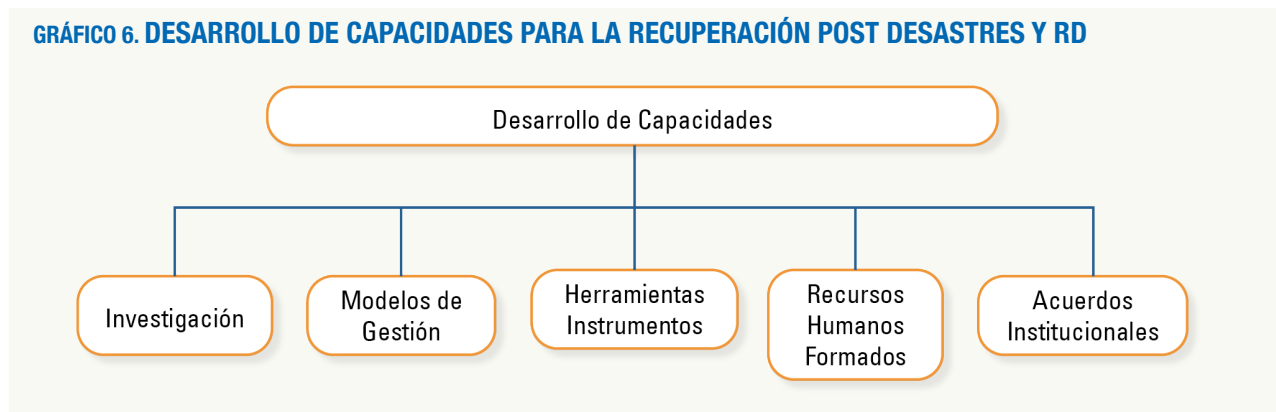 GRÁFICO 6. DESARROLLO DE CAPACIDADES PARA LA RECUPERACIÓN POST DESASTRES Y RD
Desarrollo de Capacidades
Investigación
Modelos de
Gestión
Herramientas
Instrumentos
Recursos
Humanos
Formados
Acuerdos
Institucionales